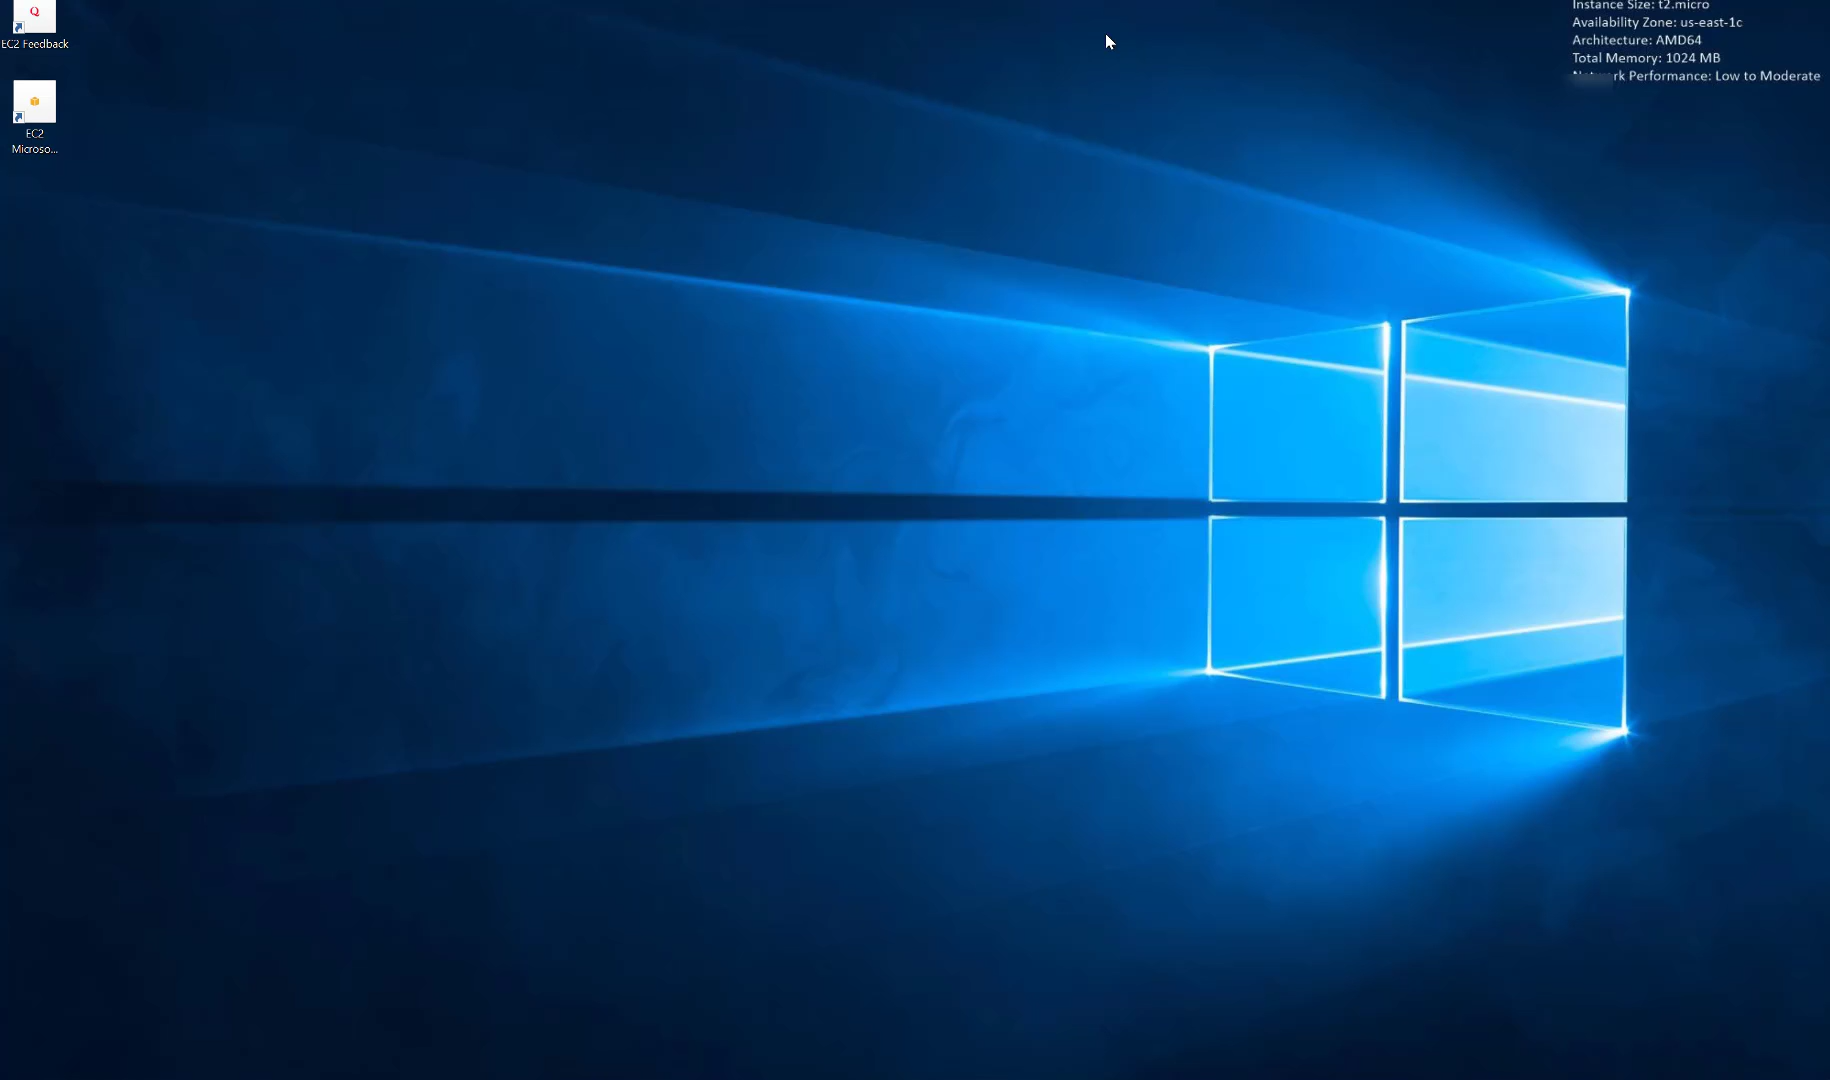 EC2 Feedback
EC2
Microso...
Instance Size: t2.micro
Availability Zone: us-east-1c
Architecture: AMD64
Total Memory: 1024 MB
Performance: Low to Moderate